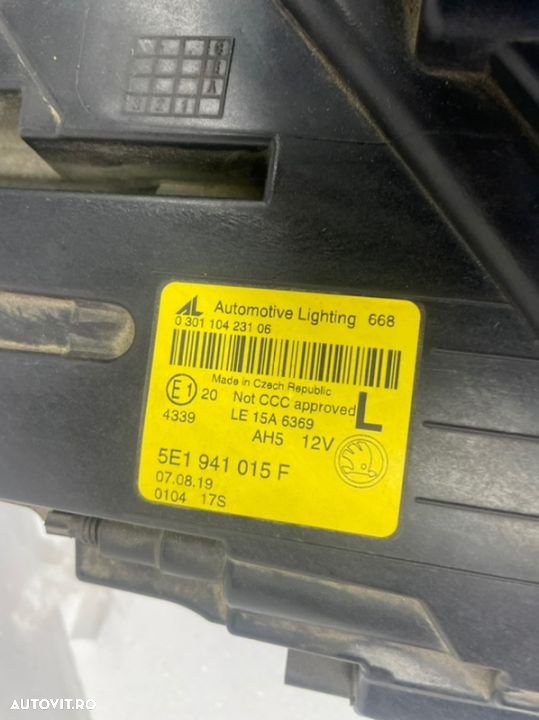 AL Automotive Lighting 668
0 301 104 231 06
Made in Czech Republic
E1 20 Not CCC approved L
4339 LE 15A 6369
AH5 12V
5E1 941 015 F
07.08.19
0104 17S
AUTOVIT.RO